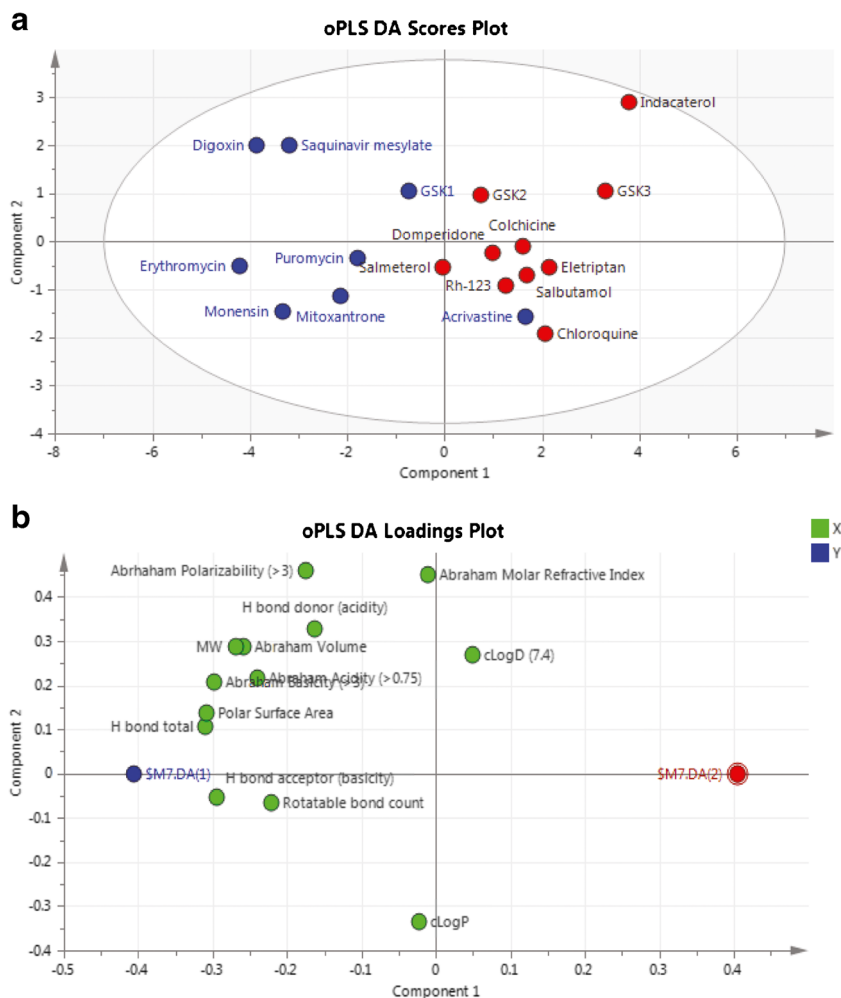 a
oPLS DA Scores Plot
Component 2
3
2
1
0
-1
-2
-3
-4
Indacaterol
Digoxin
Saquinavir mesylate
GSK1
GSK2
GSK3
Colchicine
Domperidone
Puromycin
Erythromycin
Salmeterol
Eletriptan
Rh-123
Salbutamol
Monensin
Mitoxantrone
Acrivastine
Chloroquine
-8 -6 -4 -2 0 2 4 6
Component 1
b
oPLS DA Loadings Plot
X
Y
Component 2
0.4
0.3
0.2
0.1
0
-0.1
-0.2
-0.3
-0.4
Abrhaham Polarizability (>3)
Abraham Molar Refractive Index
H bond donor (acidity)
MW
Abraham Volume
cLogD (7.4)
Abraham Acidity (>0.75)
Abraham Basicity (>3)
Polar Surface Area
H bond total
$M7.DA(1)
$M7.DA(2)
H bond acceptor (basicity)
Rotatable bond count
cLogP
-0.5 -0.4 -0.3 -0.2 -0.1 0 0.1 0.2 0.3 0.4
Component 1